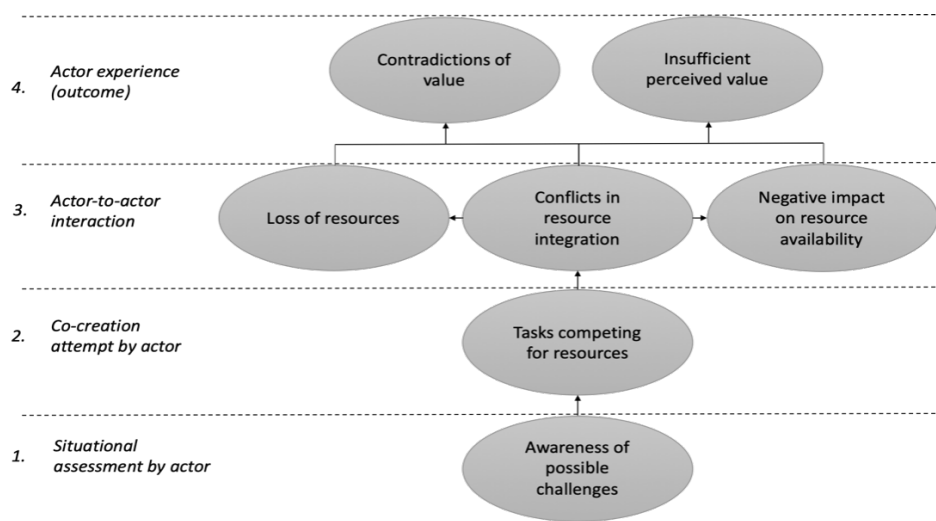 Contradictions of
value
Insufficient
perceived value
4. Actor experience
(outcome)
3. Actor-to-actor
interaction
Loss of resources
Conflicts in
resource
integration
Negative impact
on resource
availability
2. Co-creation
attempt by actor
Tasks competing
for resources
1. Situational
assessment by actor
Awareness of
possible
challenges